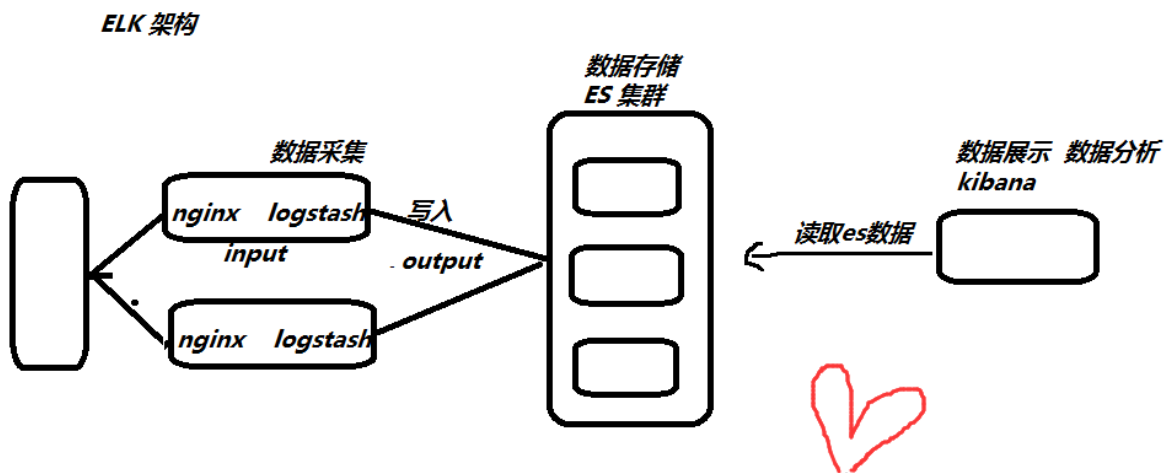 ELK 架构
数据存储
ES 集群
数据采集
数据展示 数据分析
kibana
nginx logstash
写入
input
output
读取es数据
nginx logstash